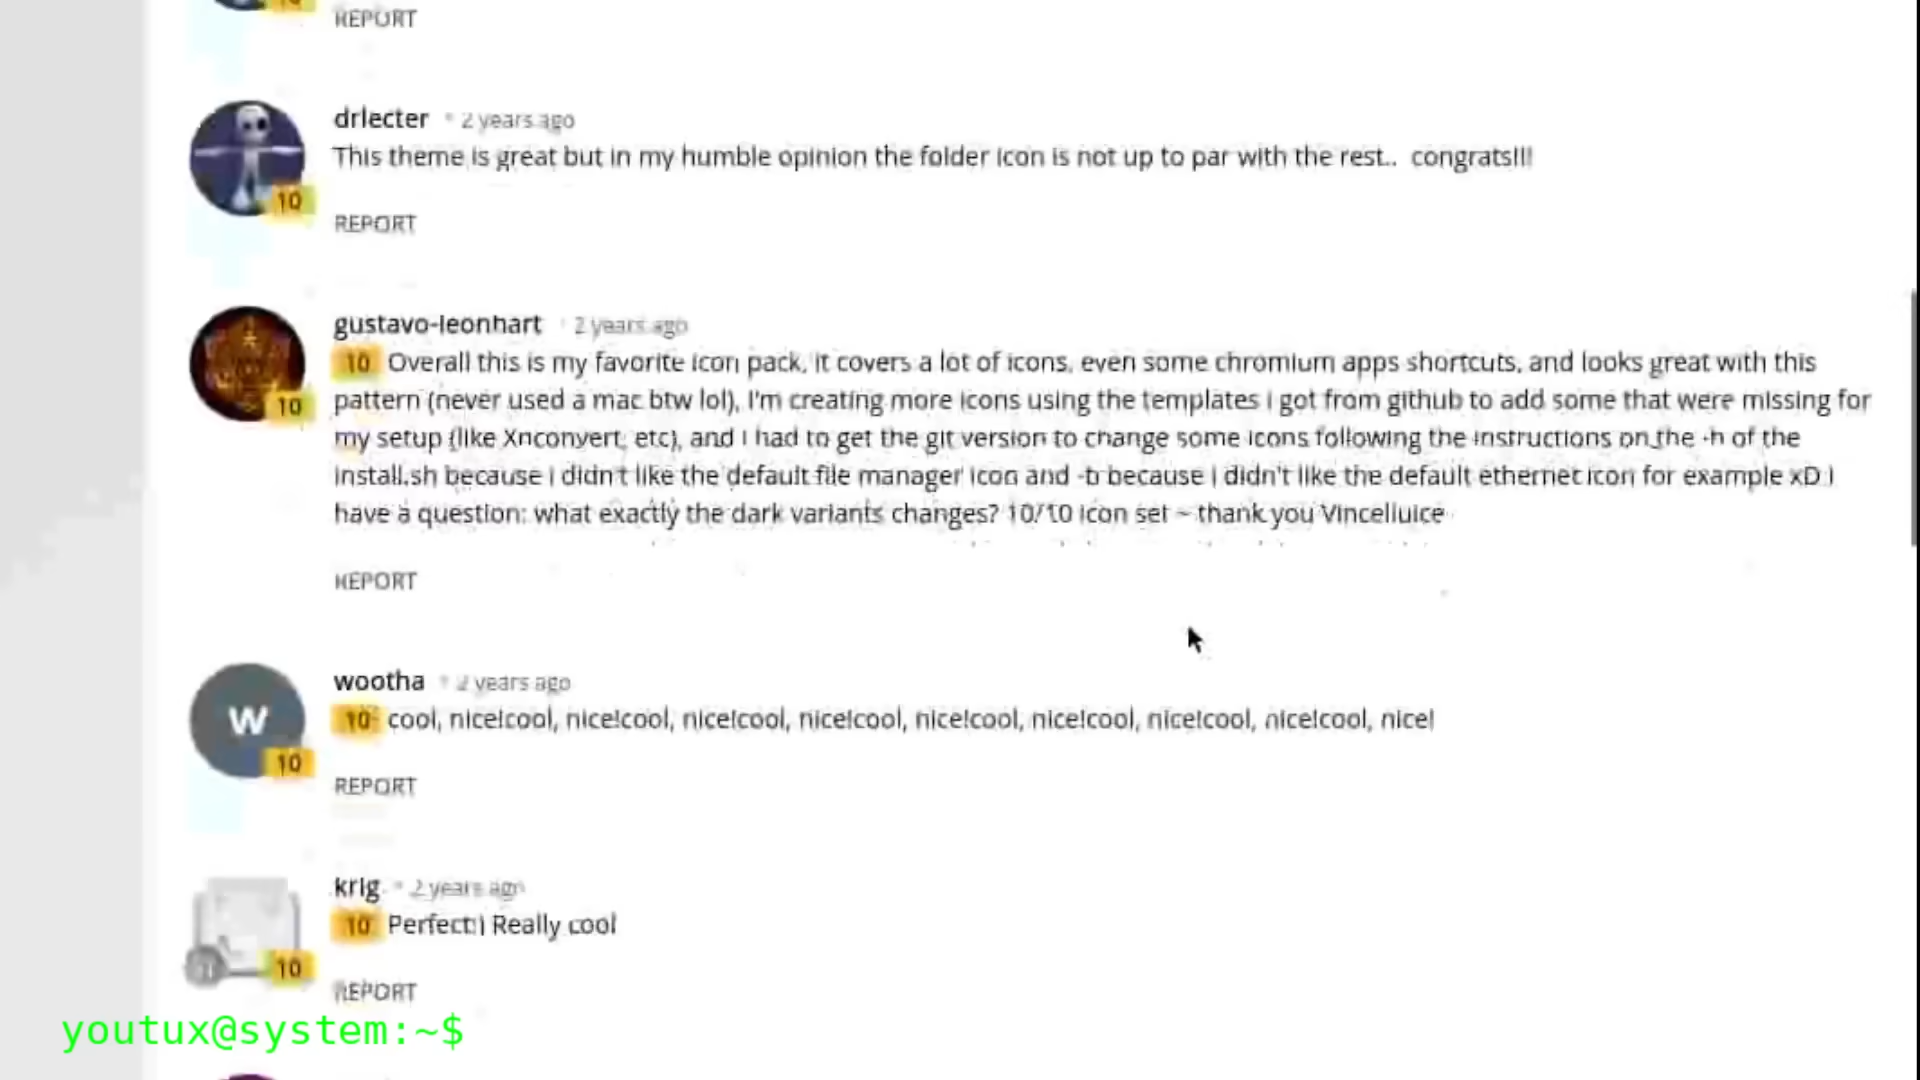 REPORT
drlecter 2 years ago
This theme is great but in my humble opinion the folder icon is not up to par with the rest.. congrats!!!
10
REPORT
gustavo-leonhart 2 years ago
10 Overall this is my favorite icon pack, it covers a lot of icons, even some chromium apps shortcuts, and looks great with this
pattern (never used a mac btw lol), I'm creating more icons using the templates i got from github to add some that were missing for
10
my setup (like Xnconvert, etc), and I had to get the git version to change some icons following the instructions on the -h of the
install.sh because i didn't like the default file manager icon and -b because i didn't like the default ethernet icon for example xD I
have a question: what exactly the dark variants changes? 10/10 icon set ~ thank you Vinceliuice
REPORT
wootha 2 years ago
W
10 cool, nice!cool, nice!cool, nice!cool, nice!cool, nice!cool, nice!cool, nice!cool, nice!cool, nice!
10
REPORT
krig 2 years ago
10 Perfect:) Really cool
10
REPORT
youtux@system:~$